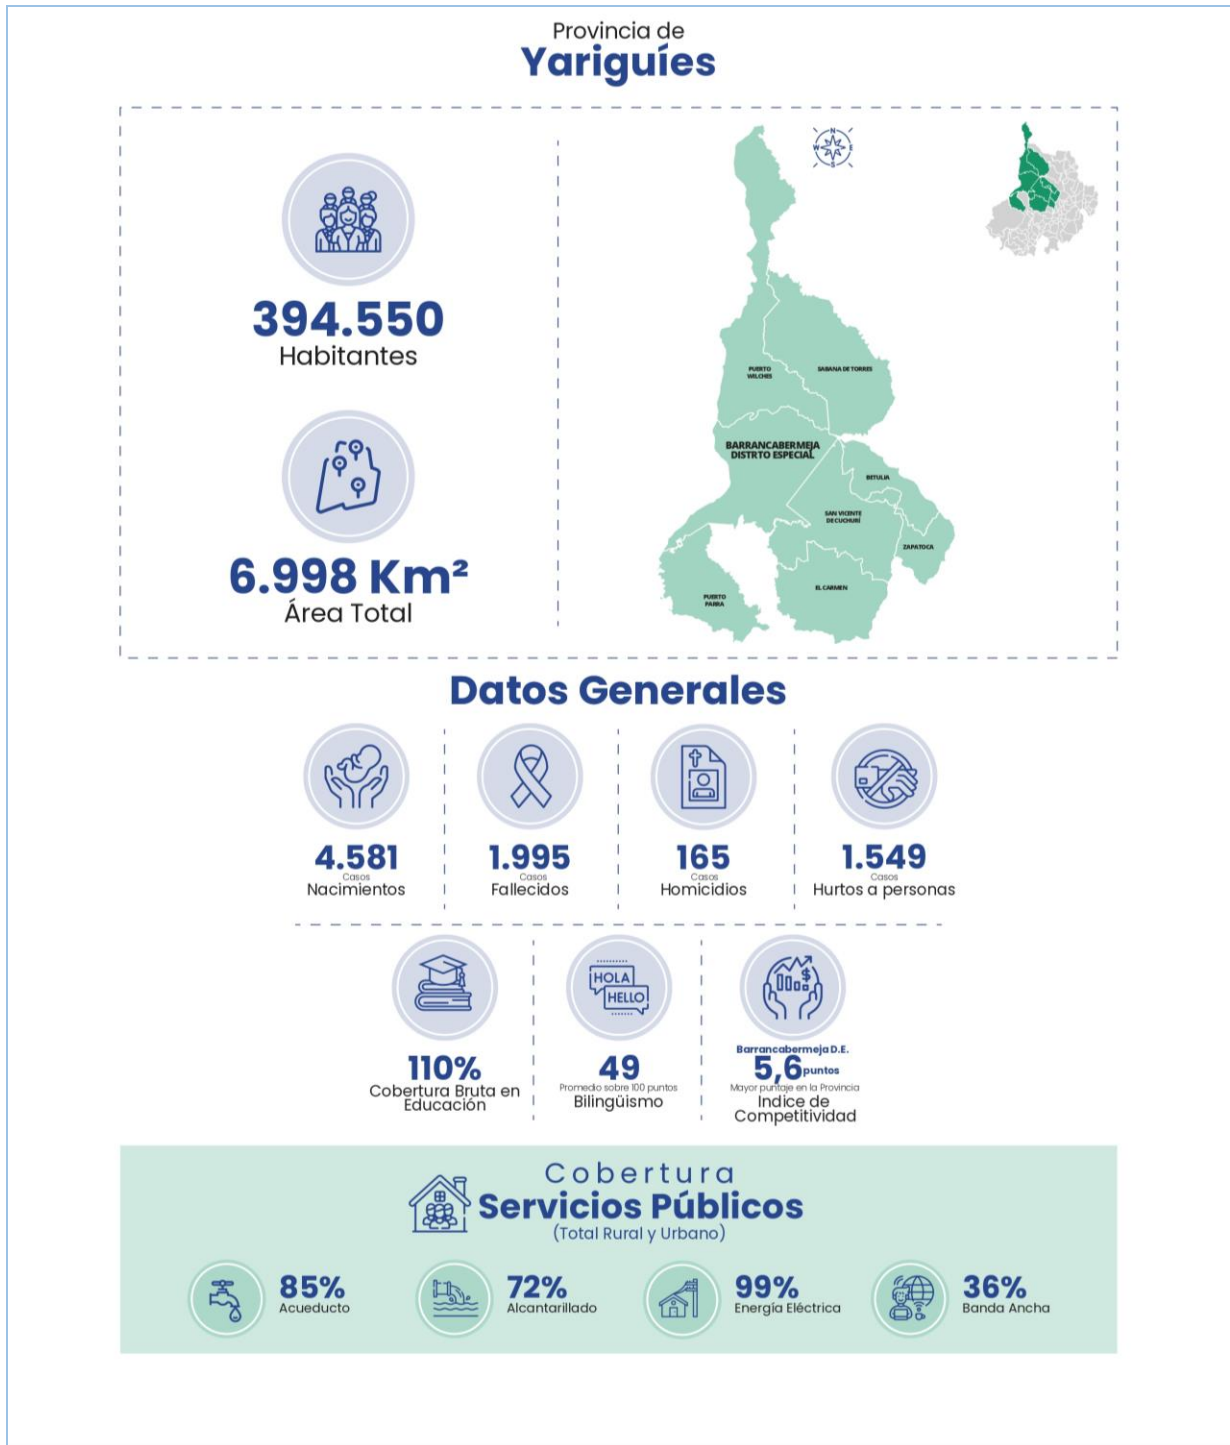 Provincia de
Yariguíes
394.550
Habitantes
6.998 Km²
Área Total
N
W
E
S
PUERTO
WILCHES
SABANA DE TORRES
BARRANCABERMEJA
DISTRTO ESPECIAL
BETULIA
SAN VICENTE
DE CUCHURÍ
ZAPATOCA
EL CARMEN
PUERTO
PARRA
Datos Generales
4.581
Casos
Nacimientos
1.995
Casos
Fallecidos
165
Casos
Homicidios
1.549
Casos
Hurtos a personas
110%
Cobertura Bruta en
Educación
HOLA
HELLO
49
Promedio sobre 100 puntos
Bilingüismo
$
Barrancabermeja D.E.
5,6 puntos
Mayor puntaje en la Provincia
Indice de
Competitividad
Cobertura
Servicios Públicos
(Total Rural y Urbano)
85%
Acueducto
72%
Alcantarillado
99%
Energía Eléctrica
36%
Banda Ancha